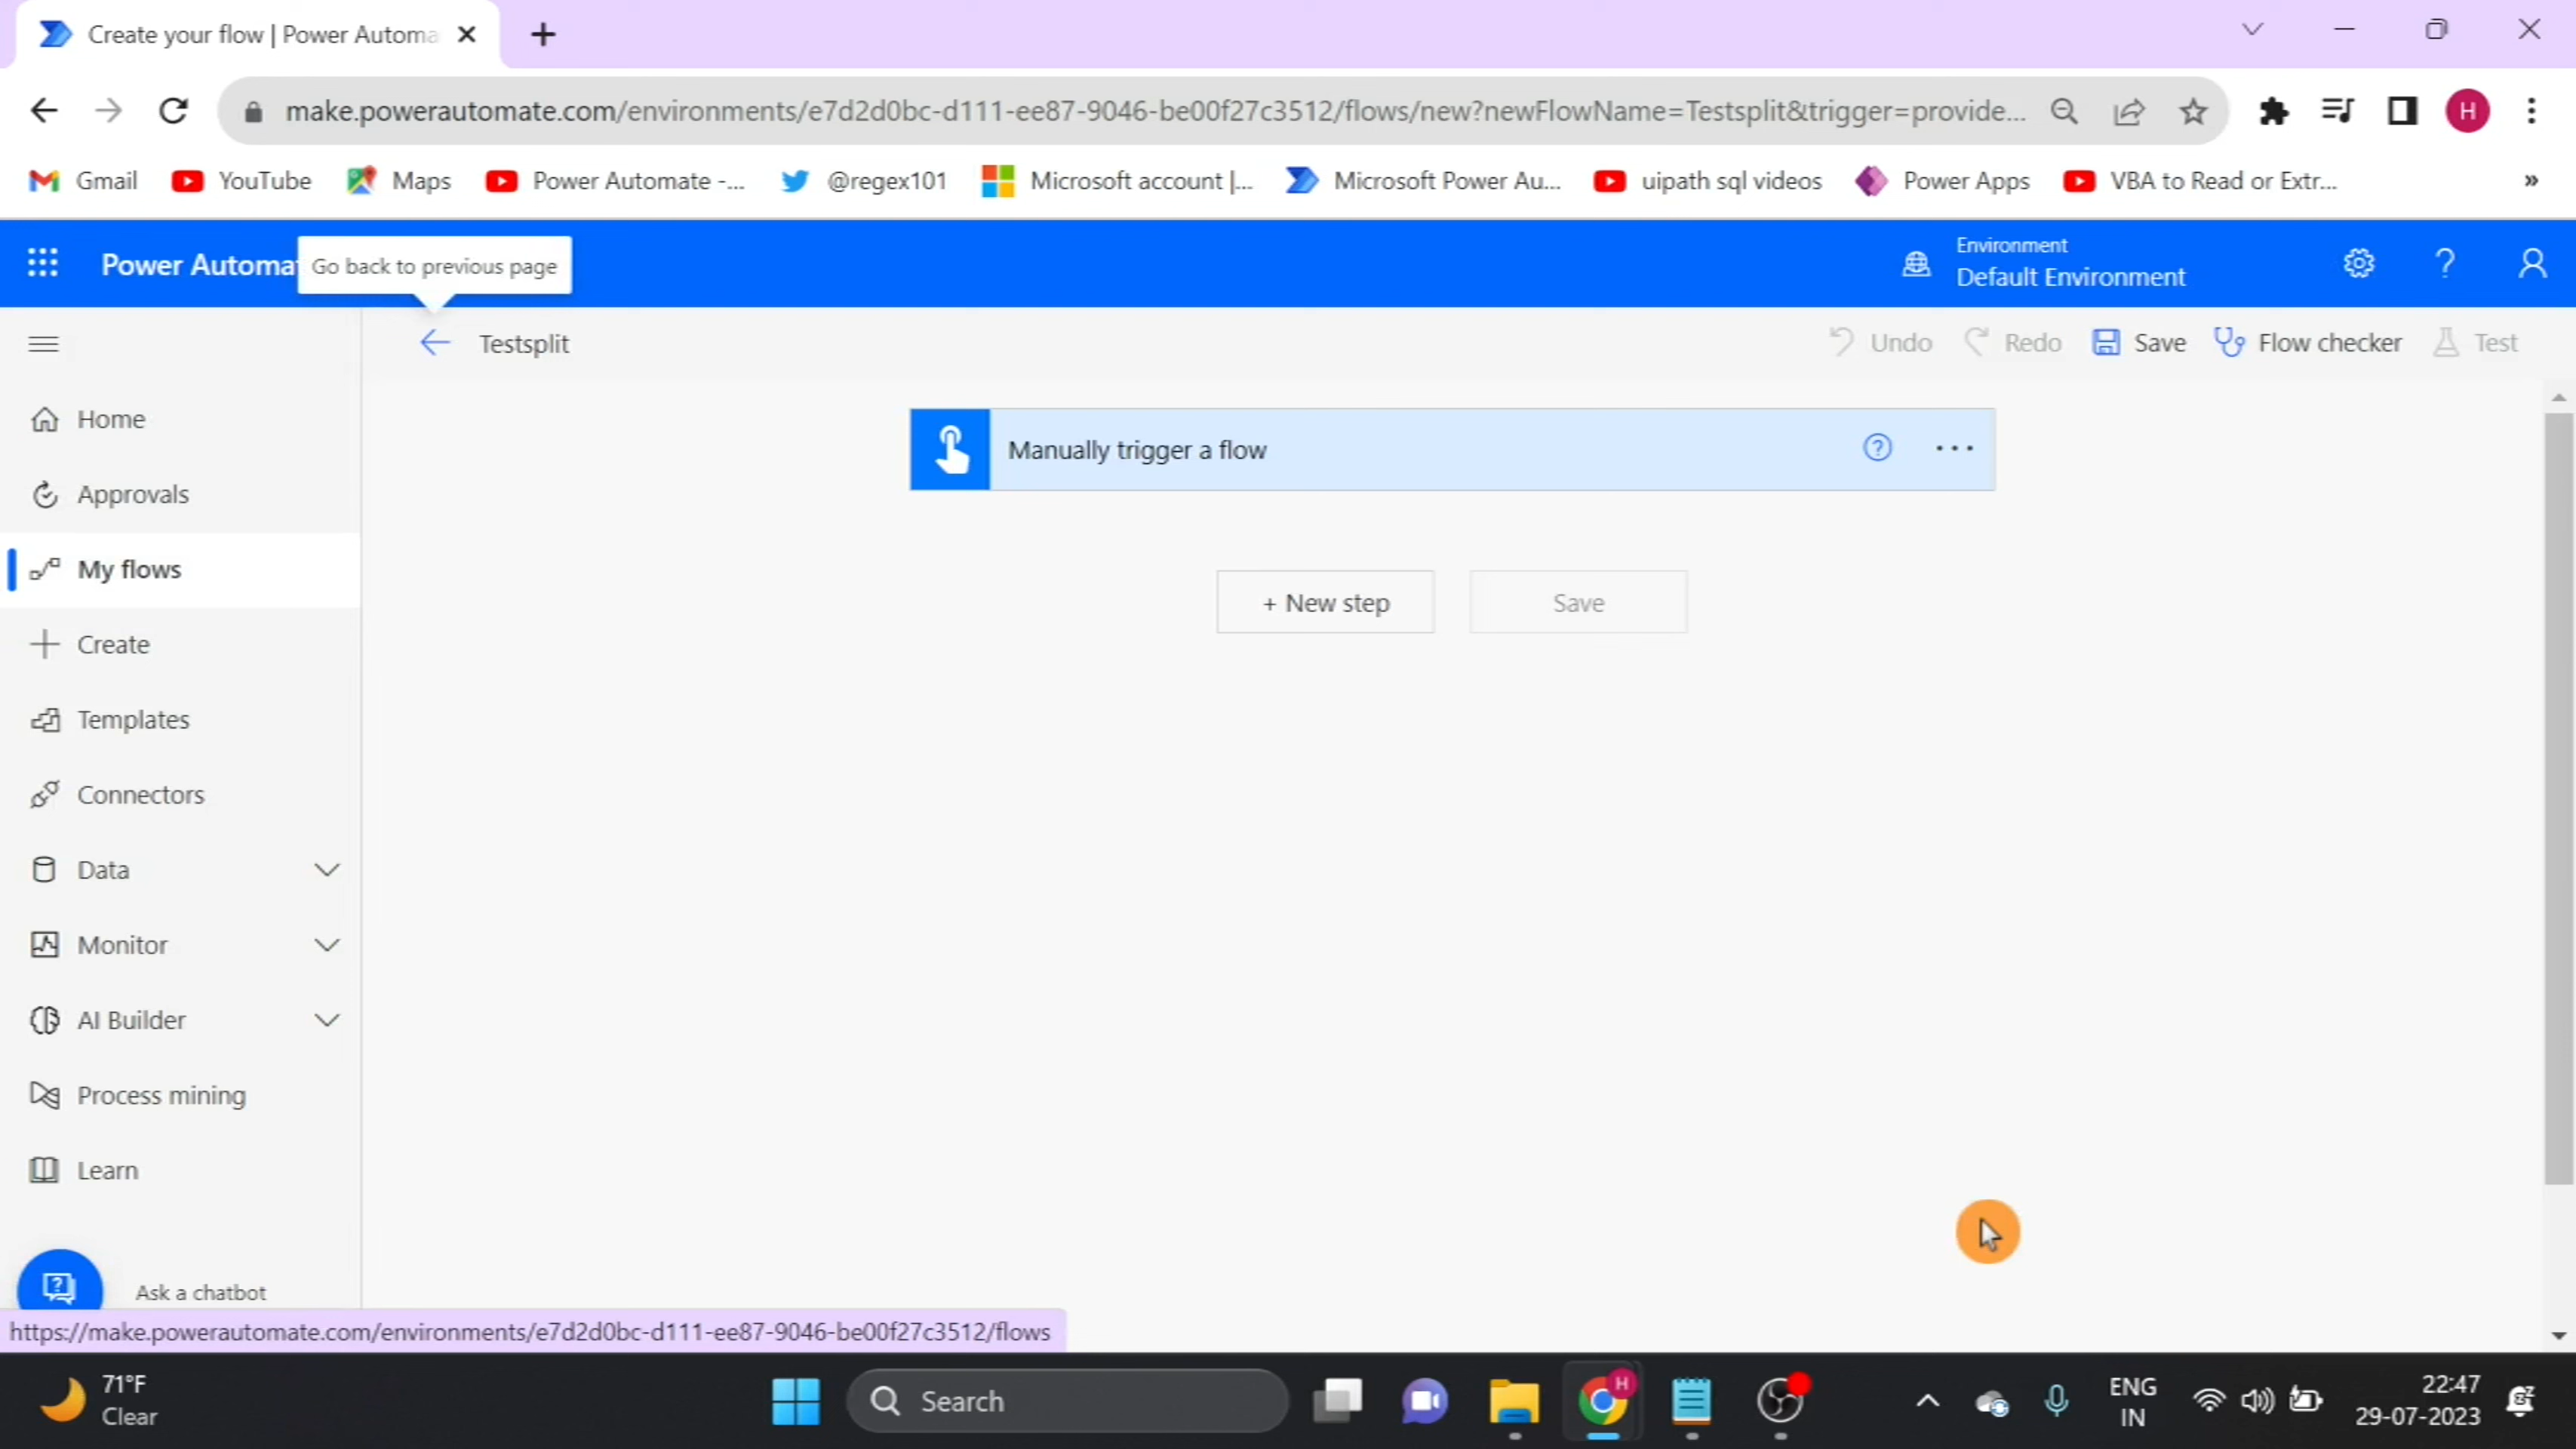 Create your flow | Power Automa
make.powerautomate.com/environments/e7d2d0bc-d111-ee87-9046-be00f27c3512/flows/new?newFlowName=Testsplit&trigger=provide...
H
Gmail
YouTube
Maps
Power Automate -...
@regex101
Microsoft account |...
Microsoft Power Au...
uipath sql videos
Power Apps
VBA to Read or Extr...
»
Power Automat
Go back to previous page
Environment
Default Environment
Testsplit
Undo
Redo
Save
Flow checker
Test
Home
Approvals
My flows
Create
Templates
Connectors
Data
Monitor
AI Builder
Process mining
Learn
Ask a chatbot
Manually trigger a flow
+ New step
Save
https://make.powerautomate.com/environments/e7d2d0bc-d111-ee87-9046-be00f27c3512/flows
71°F
Clear
Search
H
ENG
IN
22:47
29-07-2023